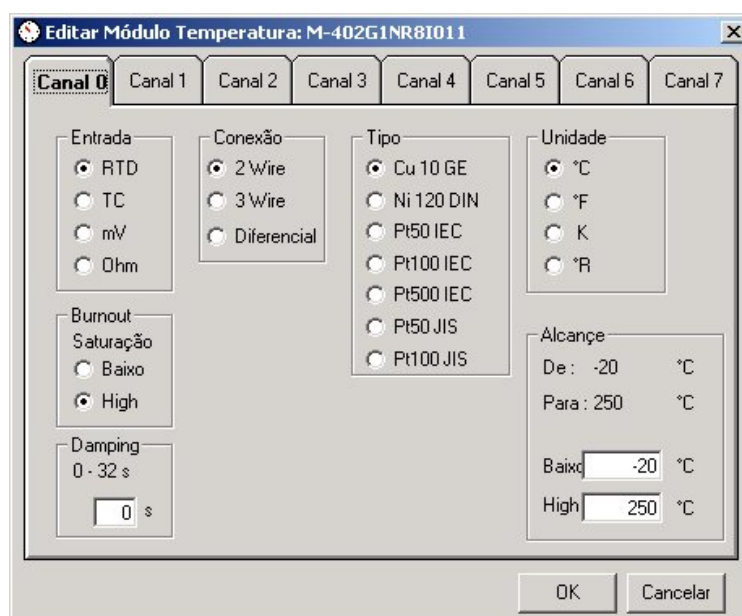 Editar Módulo Temperatura: M-402G1NR8I011
Canal 0
Canal 1
Canal 2
Canal 3
Canal 4
Canal 5
Canal 6
Canal 7
Entrada
RTD
TC
mV
Ohm
Conexão
2 Wire
3 Wire
Diferencial
Tipo
Cu 10 GE
Ni 120 DIN
Pt50 IEC
Pt100 IEC
Pt500 IEC
Pt50 JIS
Pt100 JIS
Unidade
°C
°F
K
°R
Burnout
Saturação
Baixo
High
Damping
0 - 32 s
0 s
Alcançe
De : -20 °C
Para : 250 °C
Baixo -20 °C
High 250 °C
OK
Cancelar